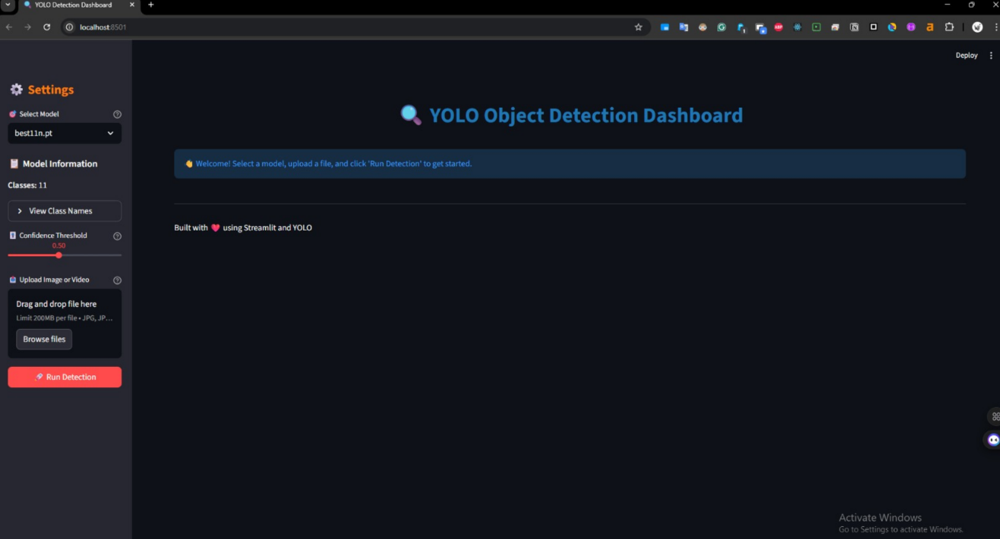 YOLO Detection Dashboard
localhost:8501
Deploy
Settings
Select Model
best11n.pt
Model Information
Classes: 11
View Class Names
Confidence Threshold
0.50
Upload Image or Video
Drag and drop file here
Limit 200MB per file • JPG, JP...
Browse files
Run Detection
YOLO Object Detection Dashboard
Welcome! Select a model, upload a file, and click 'Run Detection' to get started.
Built with ❤️ using Streamlit and YOLO
Activate Windows
Go to Settings to activate Windows.